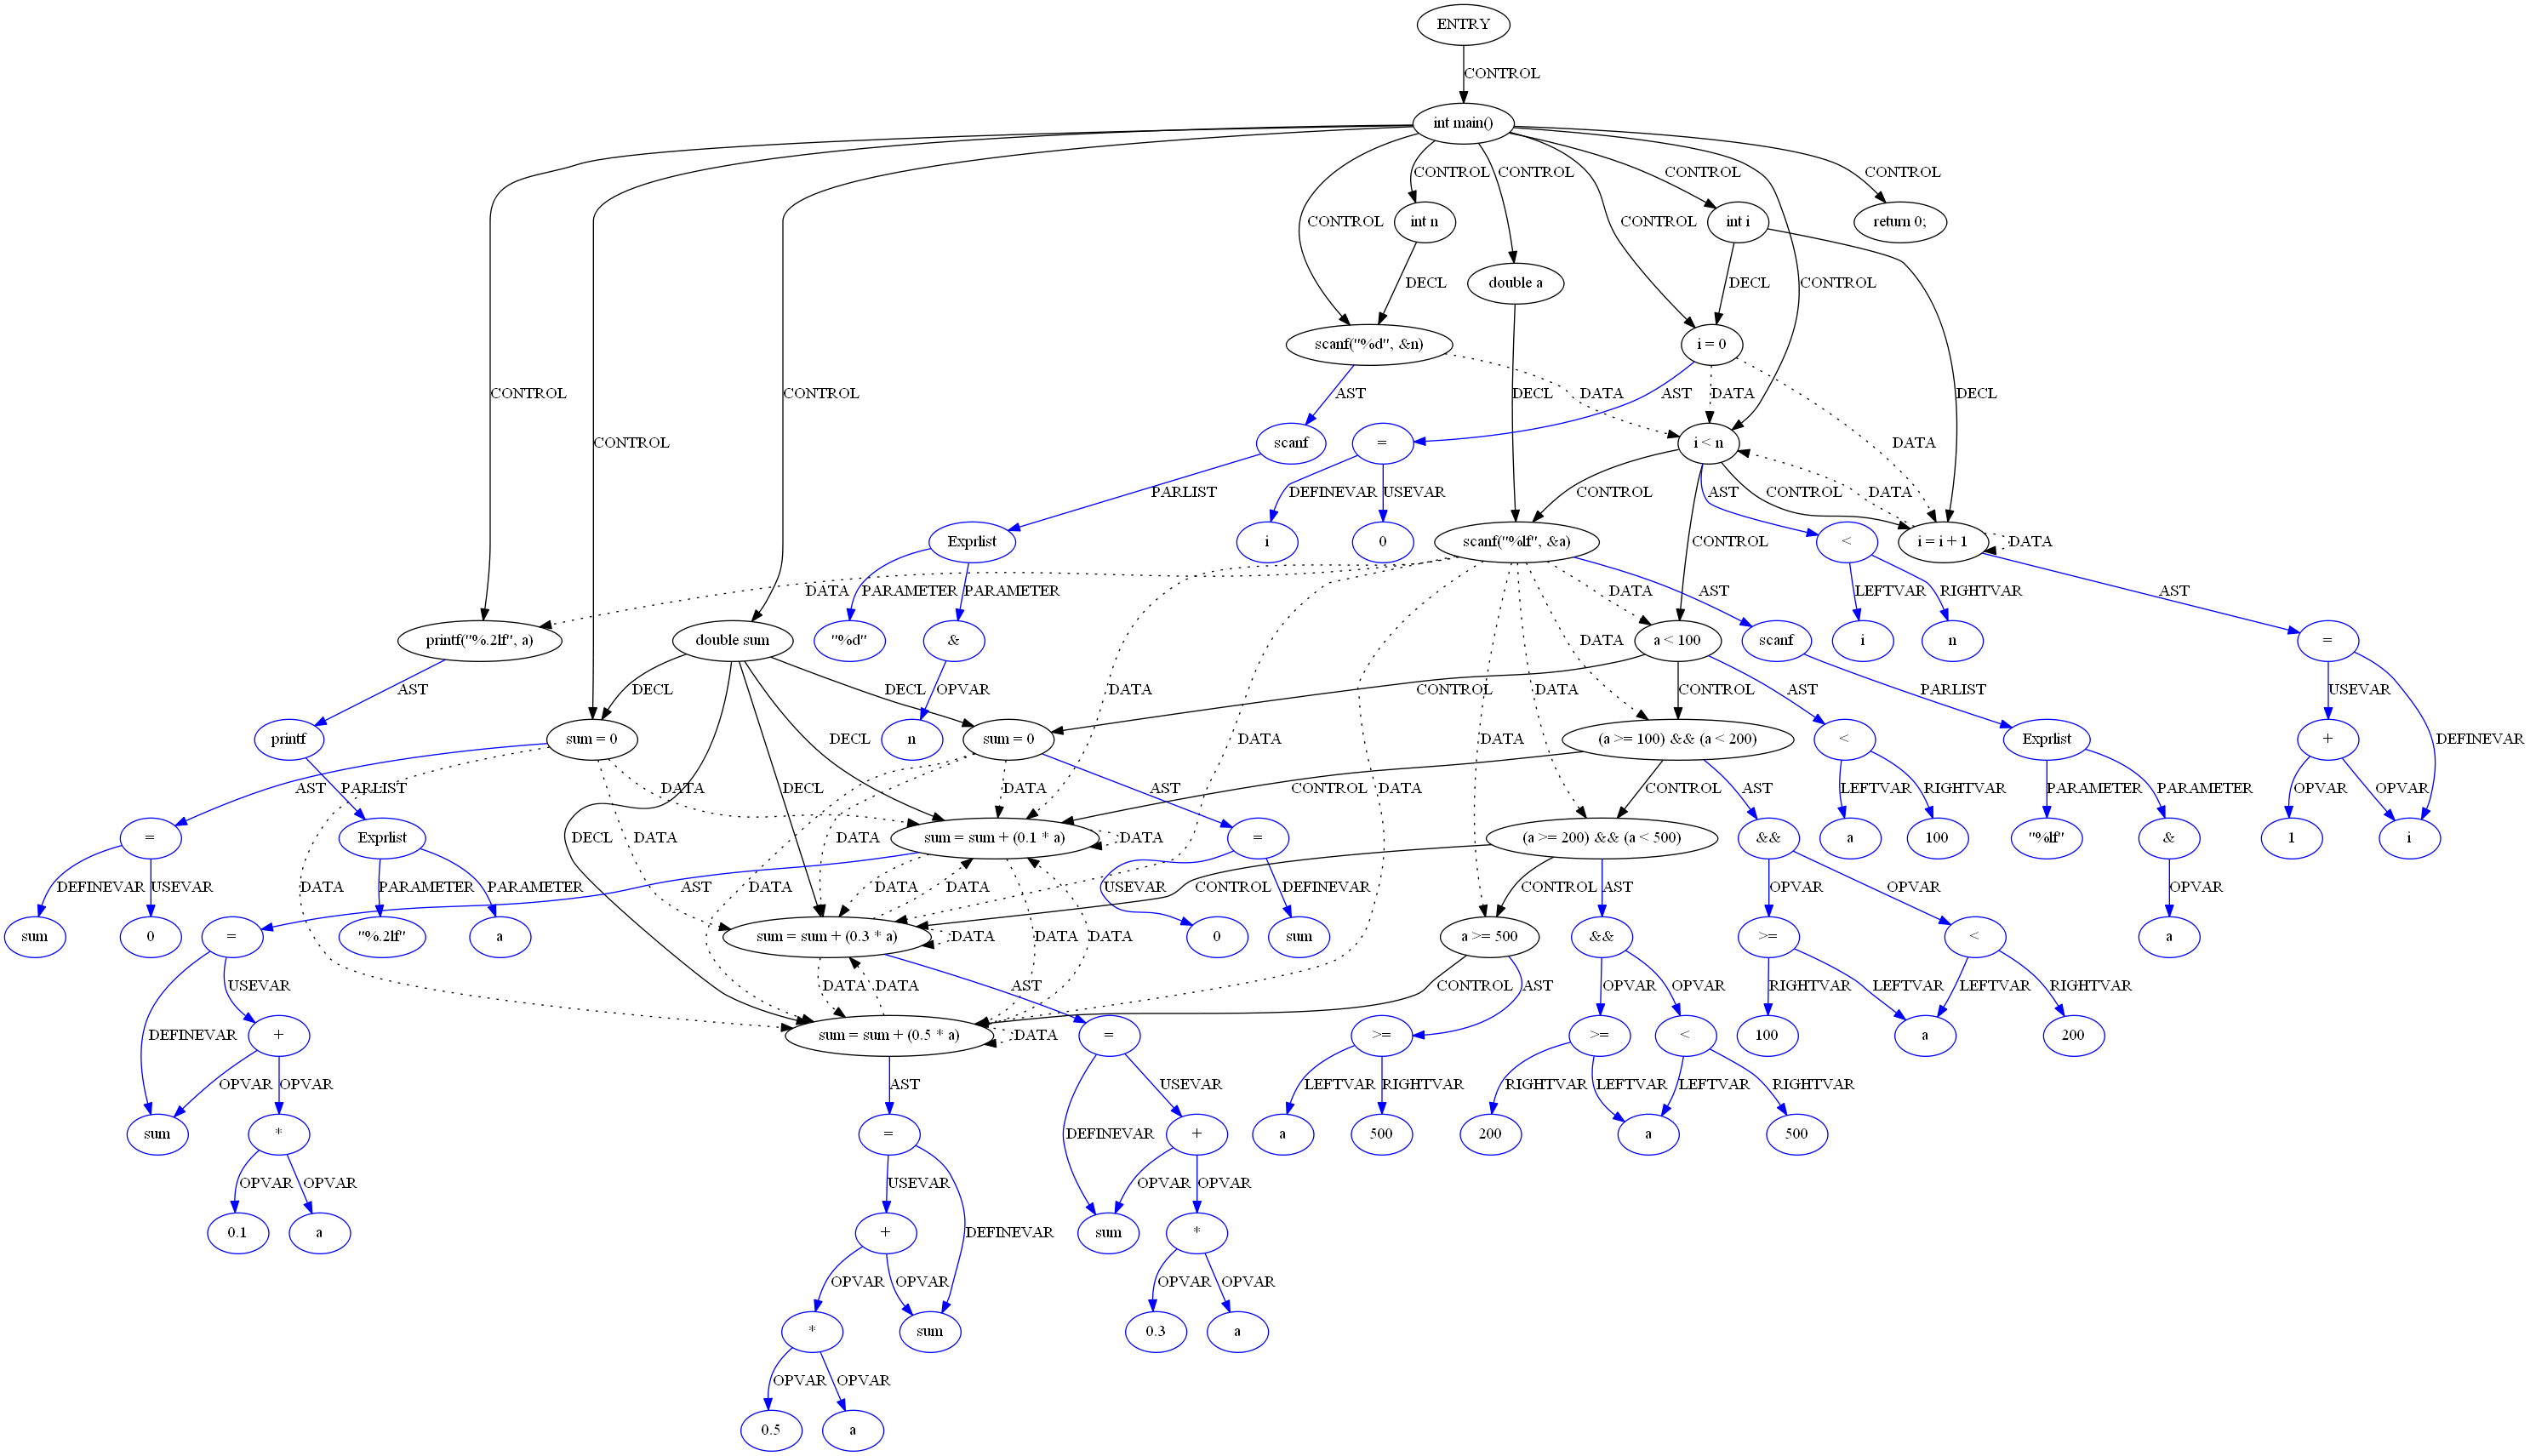 ENTRY
CONTROL
int main()
CONTROL
CONTROL
CONTROL
CONTROL
CONTROL
CONTROL
CONTROL
int n
int i
return 0;
DECL
double a
DECL
scanf("%d", &n)
i = 0
CONTROL
CONTROL
AST
DECL
DATA
AST
DATA
DECL
CONTROL
scanf
=
i < n
DATA
PARLIST
DEFINEVAR
USEVAR
CONTROL
AST
CONTROL
DATA
Exprlist
i
0
scanf("%lf", &a)
CONTROL
<
i = i + 1
DATA
DATA
PARAMETER
PARAMETER
DATA
AST
LEFTVAR
RIGHTVAR
AST
printf("%.2lf", a)
double sum
"%d"
&
a < 100
scanf
i
n
=
AST
DECL
DECL
OPVAR
DATA
DATA
DATA
CONTROL
CONTROL
AST
PARLIST
USEVAR
printf
sum = 0
n
sum = 0
(a >= 100) && (a < 200)
<
Exprlist
+
DEFINEVAR
AST
PARLIST
DATA
DECL
DECL
DATA
AST
CONTROL
DATA
CONTROL
AST
LEFTVAR
RIGHTVAR
PARAMETER
PARAMETER
OPVAR
OPVAR
=
Exprlist
DECL
DATA
DATA
sum = sum + (0.1 * a)
DATA
=
(a >= 200) && (a < 500)
&&
a
100
"%lf"
&
1
i
DEFINEVAR
USEVAR
DATA
PARAMETER
PARAMETER
AST
DATA
DATA
DATA
USEVAR
CONTROL
DEFINEVAR
CONTROL
AST
OPVAR
OPVAR
OPVAR
sum
0
=
"%.2lf"
a
sum = sum + (0.3 * a)
DATA
DATA
DATA
0
sum
a >= 500
&&
>=
<
a
USEVAR
DATA
DATA
AST
CONTROL
AST
OPVAR
OPVAR
RIGHTVAR
LEFTVAR
LEFTVAR
RIGHTVAR
DEFINEVAR
+
sum = sum + (0.5 * a)
DATA
=
>=
>=
<
100
a
200
OPVAR
OPVAR
AST
USEVAR
LEFTVAR
RIGHTVAR
RIGHTVAR
LEFTVAR
LEFTVAR
RIGHTVAR
sum
*
=
DEFINEVAR
+
a
500
200
a
500
OPVAR
OPVAR
USEVAR
OPVAR
OPVAR
0.1
a
+
DEFINEVAR
sum
*
OPVAR
OPVAR
OPVAR
OPVAR
*
sum
0.3
a
OPVAR
OPVAR
0.5
a